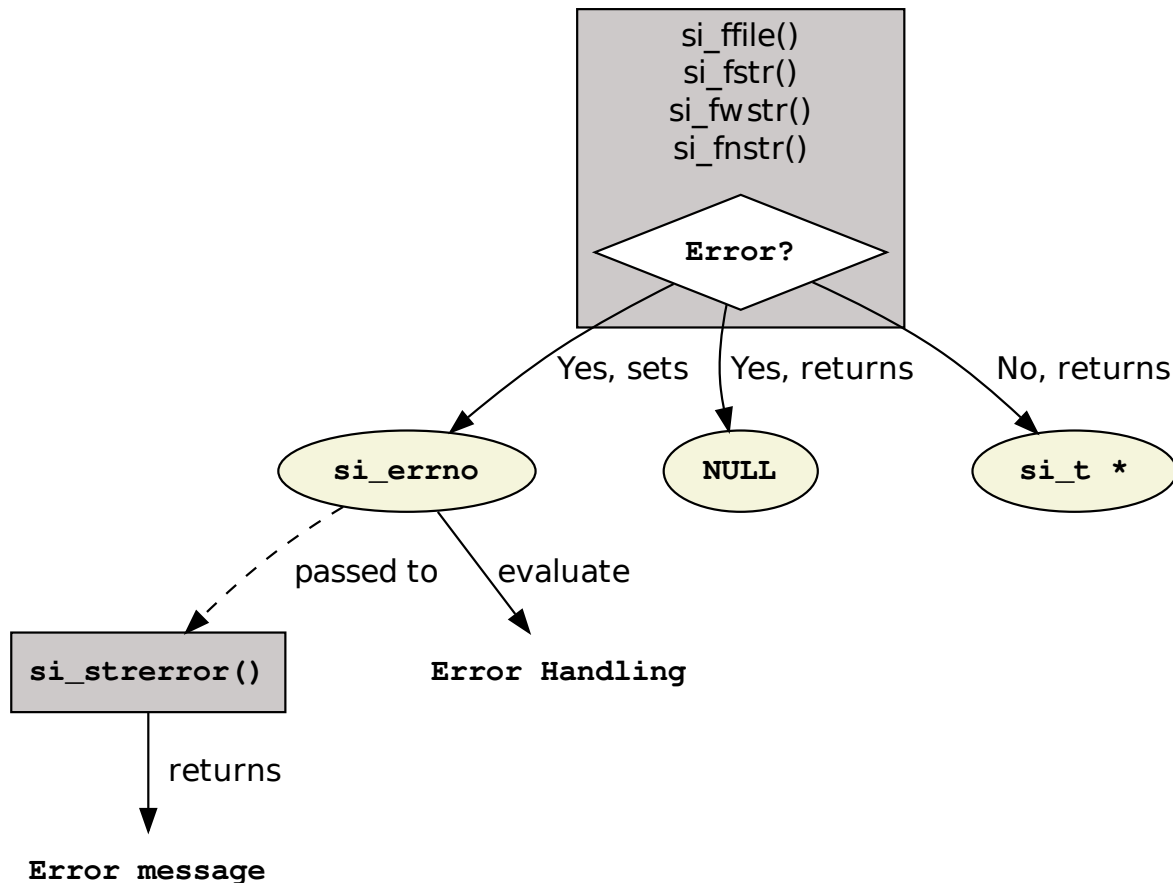 si_ffile()
si_fstr()
si_fwstr()
si_fnstr()
Error?
Yes, sets
Yes, returns
No, returns
si_errno
NULL
si_t *
passed to
evaluate
si_strerror()
Error Handling
returns
Error message